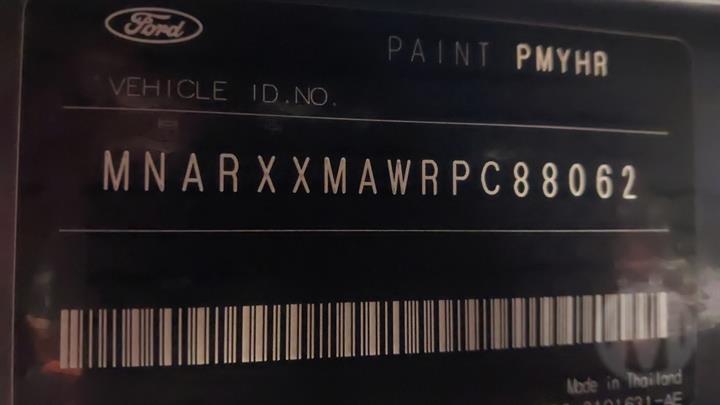 Ford
PAINT PMYHR
VEHICLE ID.NO.
MNARXXMAWRPC88062
Made in Thailand